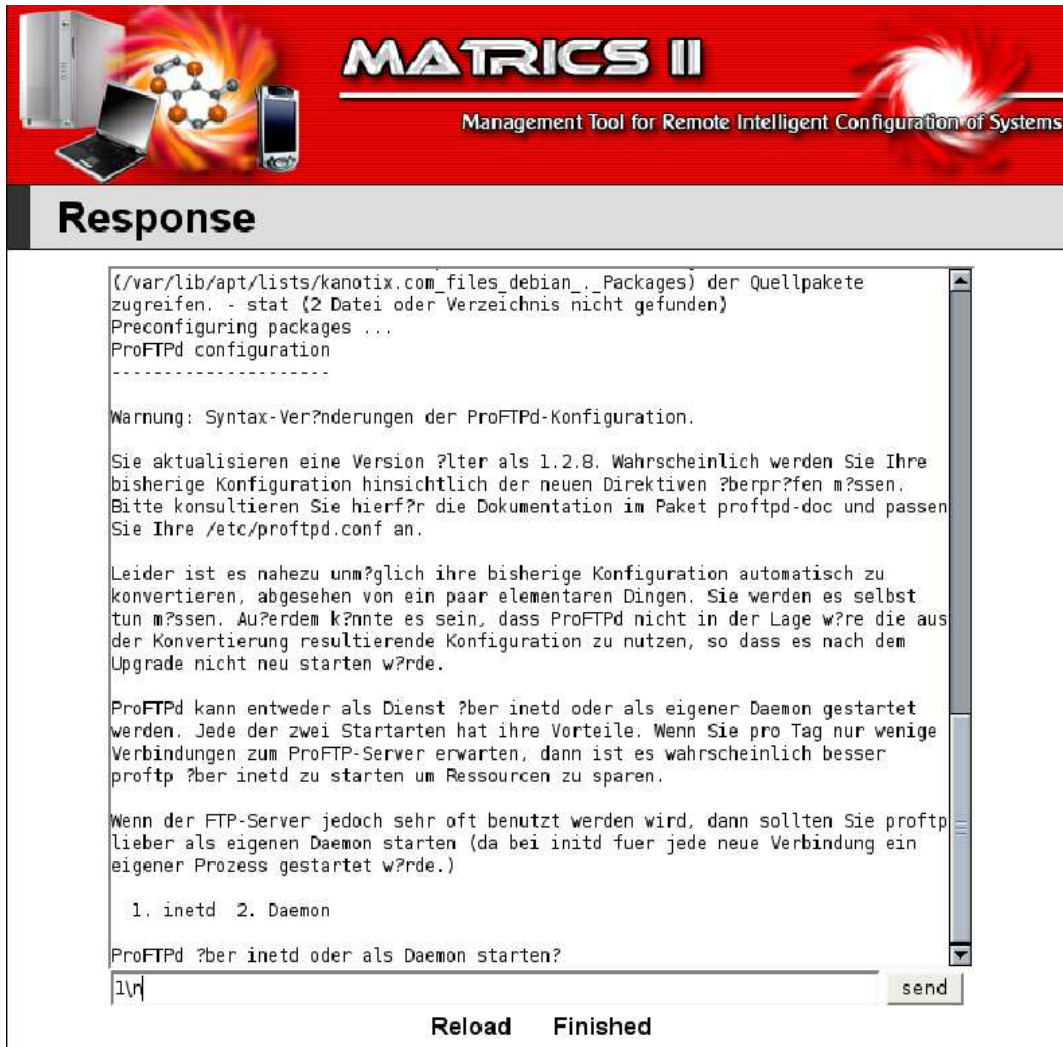 MATRICS II
Management Tool for Remote Intelligent Configuration of Systems
Response
(/var/lib/apt/lists/kanotix.com_files_debian_._Packages) der Quellpakete
zugreifen. - stat (2 Datei oder Verzeichnis nicht gefunden)
Preconfiguring packages ...
ProFTPd configuration
---------------------
Warnung: Syntax-Ver?nderungen der ProFTPd-Konfiguration.
Sie aktualisieren eine Version ?lter als 1.2.8. Wahrscheinlich werden Sie Ihre
bisherige Konfiguration hinsichtlich der neuen Direktiven ?berpr?fen m?ssen.
Bitte konsultieren Sie hierf?r die Dokumentation im Paket proftpd-doc und passen
Sie Ihre /etc/proftpd.conf an.
Leider ist es nahezu unm?glich ihre bisherige Konfiguration automatisch zu
konvertieren, abgesehen von ein paar elementaren Dingen. Sie werden es selbst
tun m?ssen. Au?erdem k?nnte es sein, dass ProFTPd nicht in der Lage w?re die aus
der Konvertierung resultierende Konfiguration zu nutzen, so dass es nach dem
Upgrade nicht neu starten w?rde.
ProFTPd kann entweder als Dienst ?ber inetd oder als eigener Daemon gestartet
werden. Jede der zwei Startarten hat ihre Vorteile. Wenn Sie pro Tag nur wenige
Verbindungen zum ProFTP-Server erwarten, dann ist es wahrscheinlich besser
proftp ?ber inetd zu starten um Ressourcen zu sparen.
Wenn der FTP-Server jedoch sehr oft benutzt werden wird, dann sollten Sie proftp
lieber als eigenen Daemon starten (da bei initd fuer jede neue Verbindung ein
eigener Prozess gestartet w?rde.)
1. inetd  2. Daemon
ProFTPd ?ber inetd oder als Daemon starten?
1\n send
Reload Finished